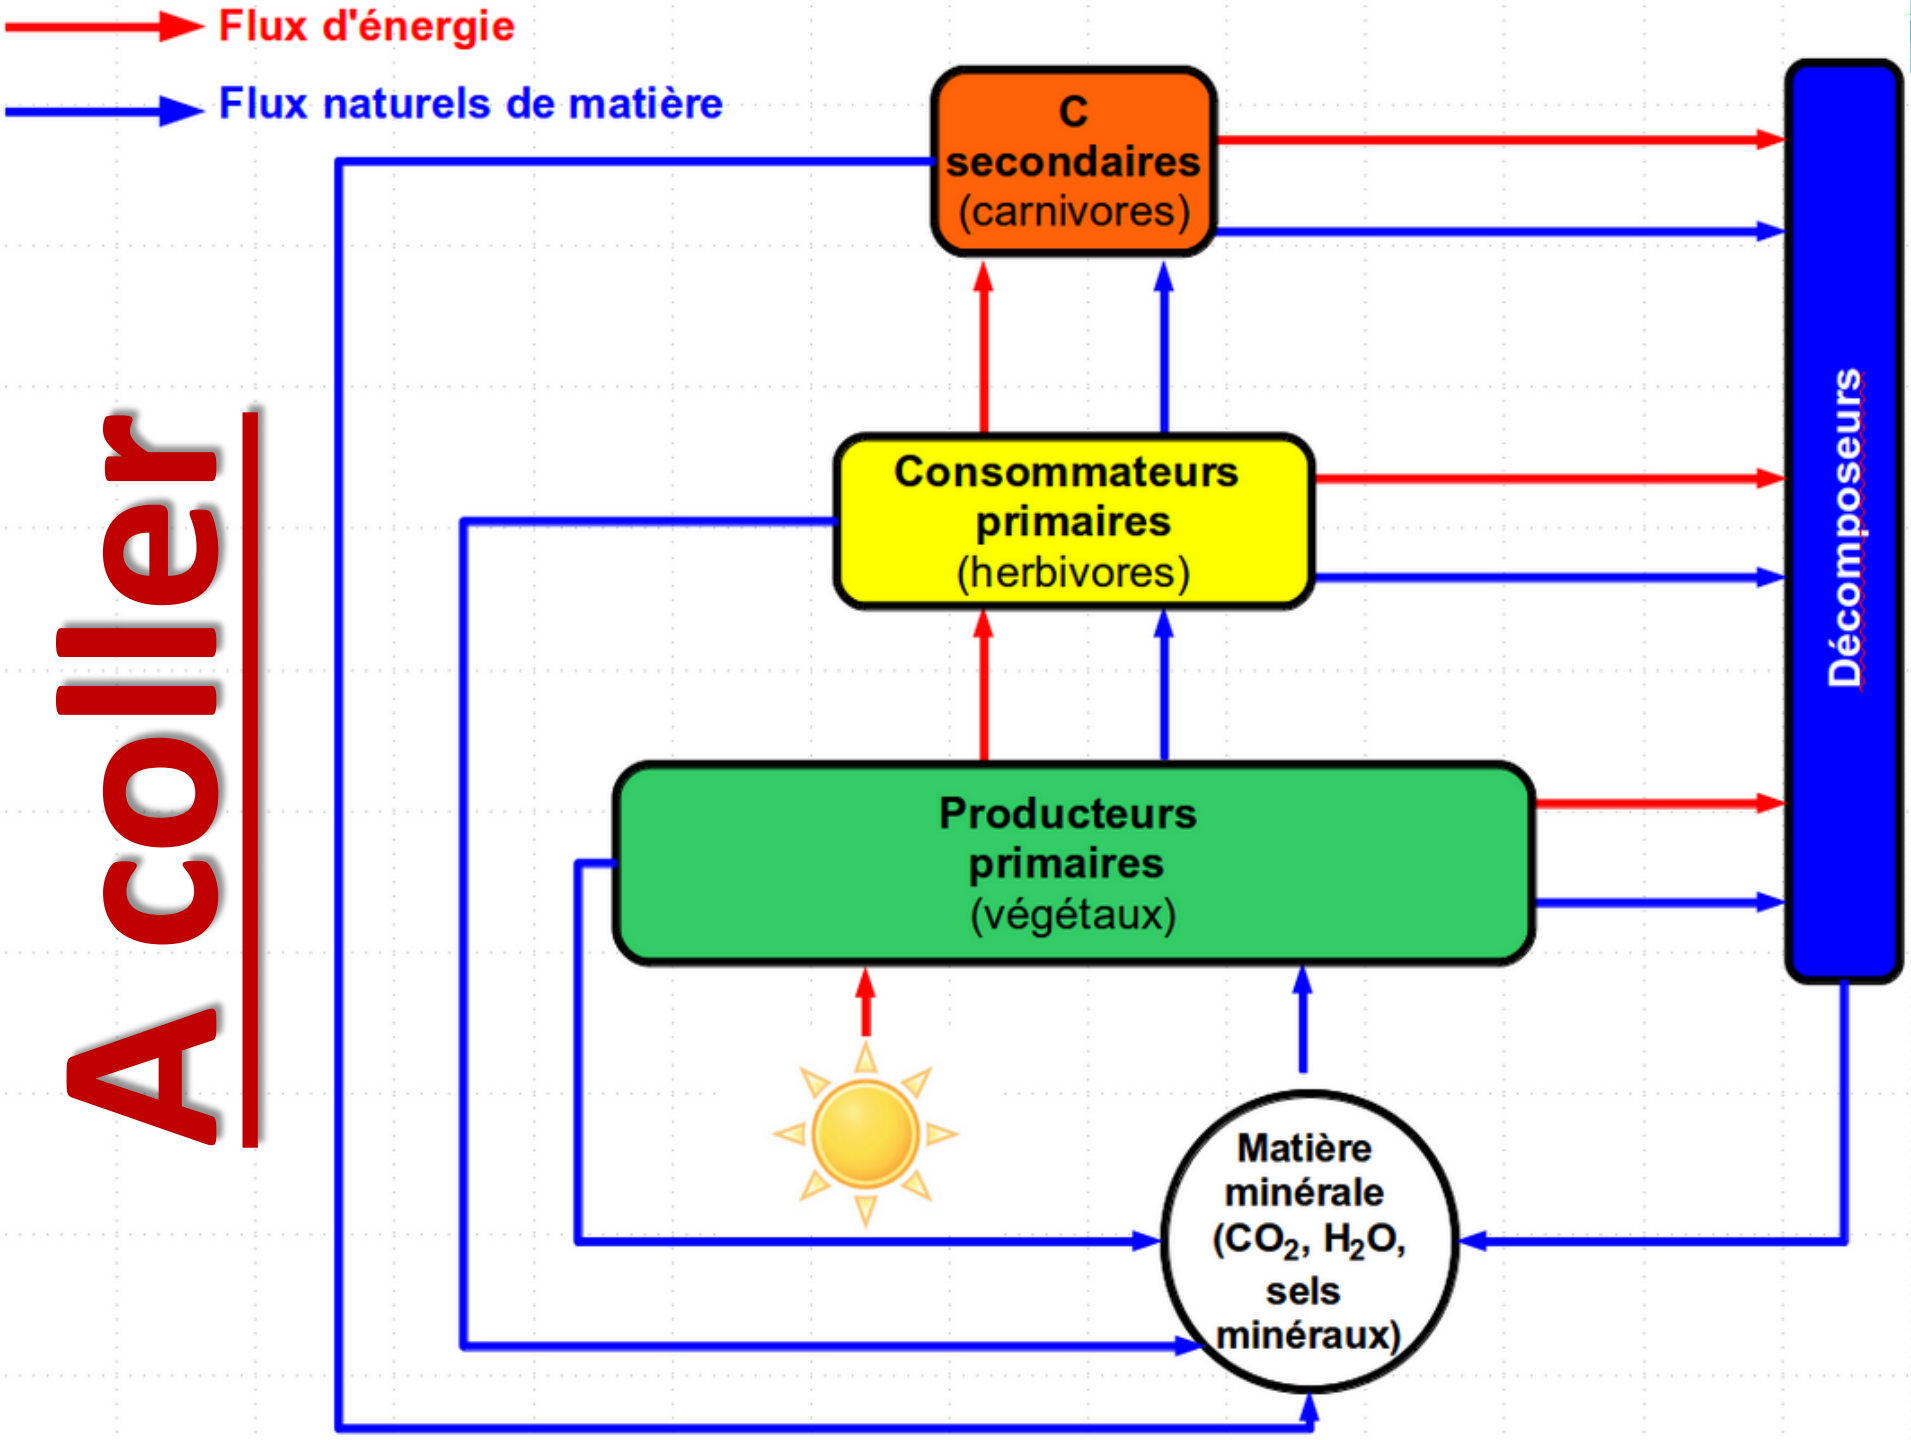 Flux d'énergie
Flux naturels de matière
A coller
C
secondaires
(carnivores)
Consommateurs
primaires
(herbivores)
Producteurs
primaires
(végétaux)
Décomposeurs
Matière
minérale
(CO₂, H₂O,
sels
minéraux)